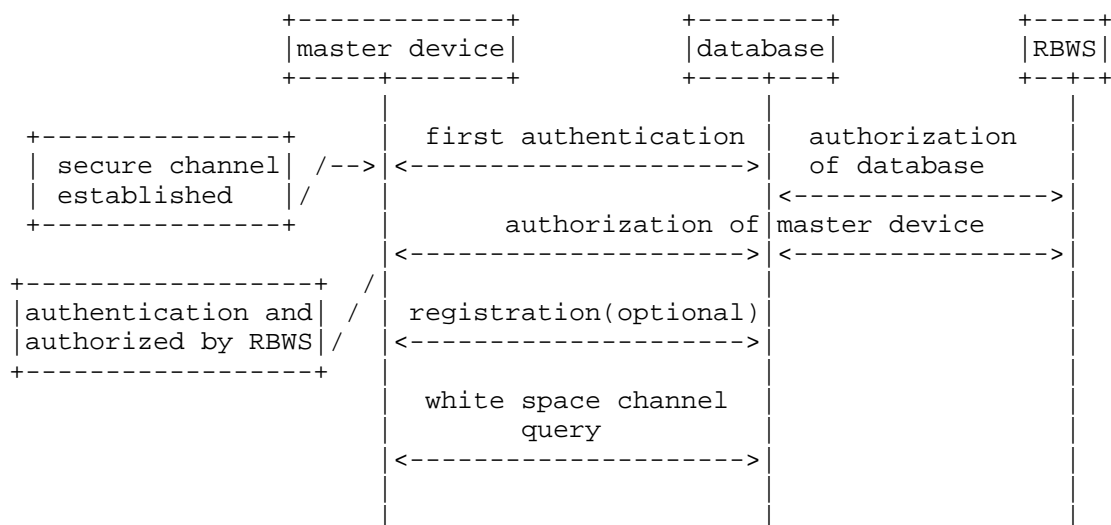 master device database RBWS
first authentication authorization
secure channel of database
established
authorization of master device
authentication and registration(optional)
authorized by RBWS
white space channel
query